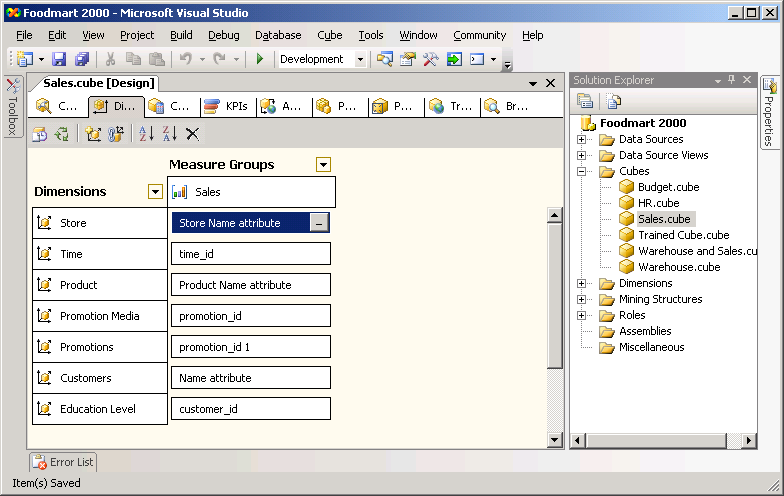 Foodmart 2000 - Microsoft Visual Studio
File Edit View Project Build Debug Database Cube Tools Window Community Help
Development
Toolbox
Sales.cube [Design]
C... Di... C... KPIs A... P... P... Tr... Br...
Measure Groups
Dimensions
Sales
Store
Store Name attribute
...
Time
time_id
Product
Product Name attribute
Promotion Media
promotion_id
Promotions
promotion_id 1
Customers
Name attribute
Education Level
customer_id
Solution Explorer
Foodmart 2000
Data Sources
Data Source Views
Cubes
Budget.cube
HR.cube
Sales.cube
Trained Cube.cube
Warehouse and Sales.cu
Warehouse.cube
Dimensions
Mining Structures
Roles
Assemblies
Miscellaneous
Properties
Error List
Item(s) Saved